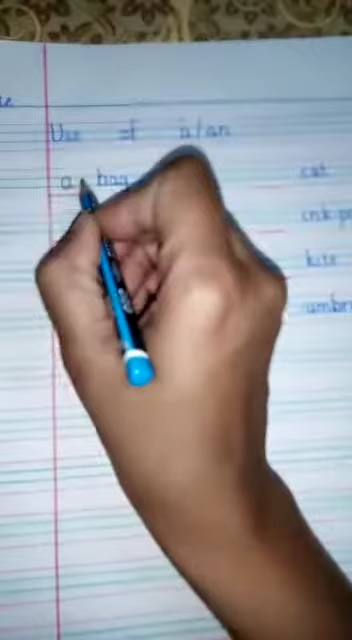 Use of a/an
a bag cat
ink p
kite
umbr